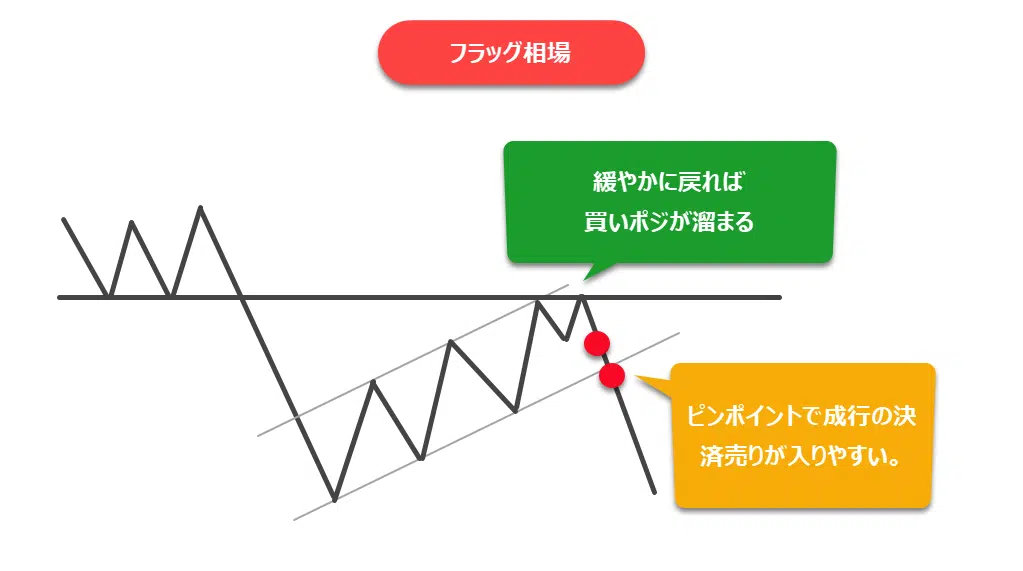 フラッグ相場
緩やかに戻れば
買いポジが溜まる
ピンポイントで成行の決
済売りが入りやすい。